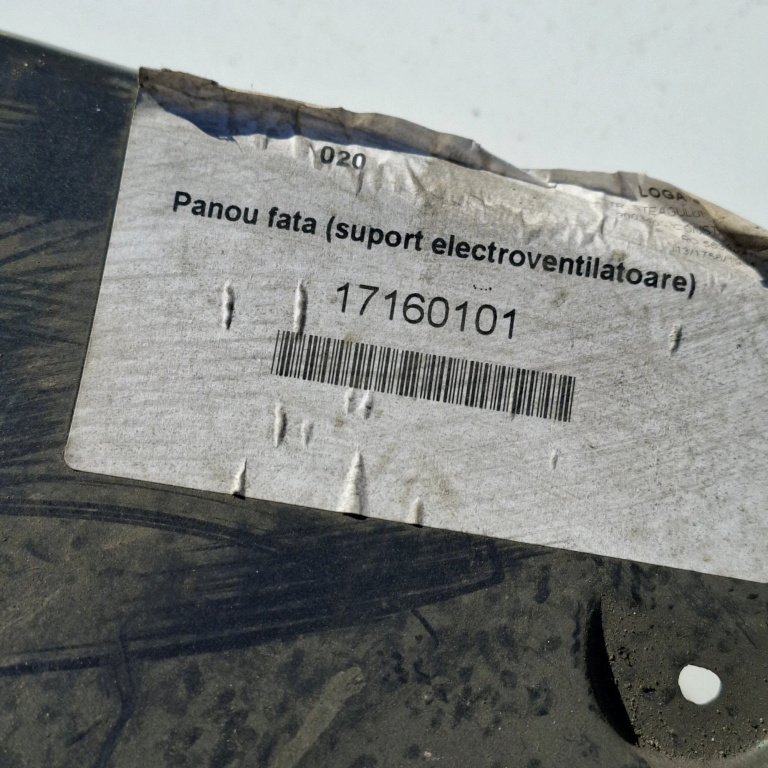 020
LOGA
Panou fata (suport electroventilatoare)
17160101